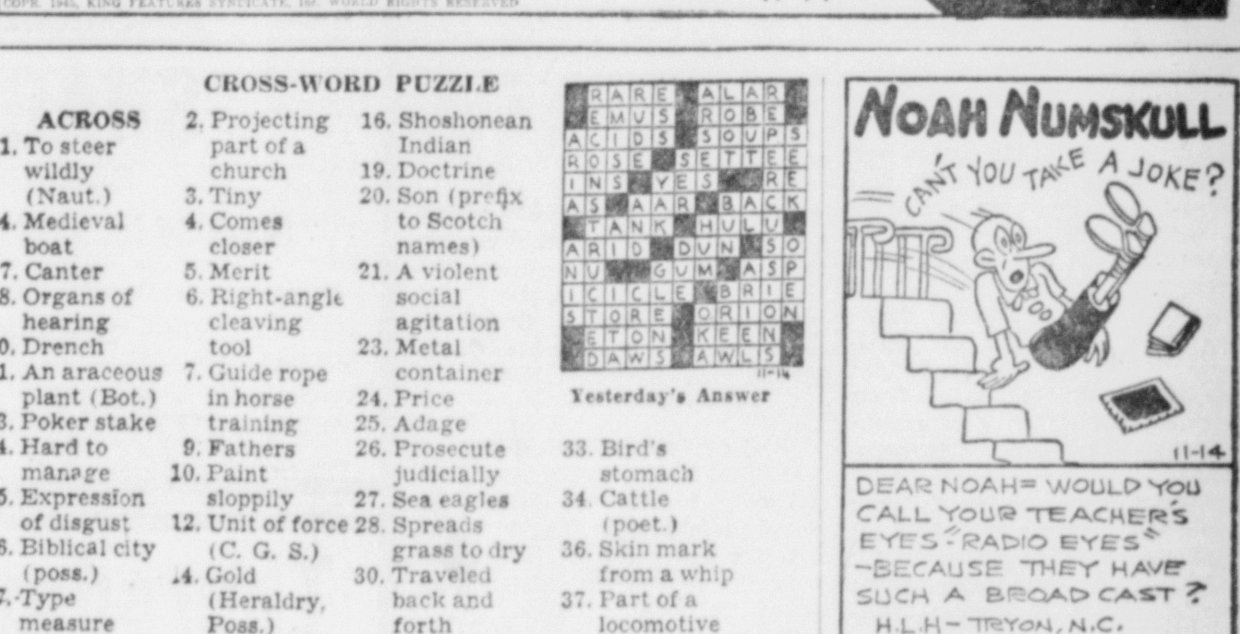 COPR. 1945, KING FEATURES SYNDICATE, Inc. WORLD RIGHTS RESERVED
CROSS-WORD PUZZLE
ACROSS
1. To steer
wildly
(Naut.)
4. Medieval
boat
7. Canter
8. Organs of
hearing
0. Drench
1. An araceous
plant (Bot.)
3. Poker stake
4. Hard to
manage
5. Expression
of disgust
6. Biblical city
(poss.)
7. Type
measure
2. Projecting
part of a
church
3. Tiny
4. Comes
closer
5. Merit
6. Right-angle
cleaving
tool
7. Guide rope
in horse
training
9. Fathers
10. Paint
sloppily
12. Unit of force
(C. G. S.)
14. Gold
(Heraldry,
Poss.)
16. Shoshonean
Indian
19. Doctrine
20. Son (prefix
to Scotch
names)
21. A violent
social
agitation
23. Metal
container
24. Price
25. Adage
26. Prosecute
judicially
27. Sea eagles
28. Spreads
grass to dry
30. Traveled
back and
forth
RARE ALAR
EMUS ROBE
ACIDS SOUPS
ROSE SETTEE
INS YES RE
AS AAR BACK
TANK HULU
ARID DUN SO
NU GUM ASP
ICICLE BRIE
STORE ORION
ETON KEEN
DAWS AWLS
11-14
Yesterday's Answer
33. Bird's
stomach
34. Cattle
(poet.)
36. Skin mark
from a whip
37. Part of a
locomotive
NOAH NUMSKULL
CAN'T YOU TAKE A JOKE?
11-14
DEAR NOAH= WOULD YOU
CALL YOUR TEACHER'S
EYES "RADIO EYES"
-BECAUSE THEY HAVE
SUCH A BROAD CAST ?
H.L.H - TRYON, N.C.